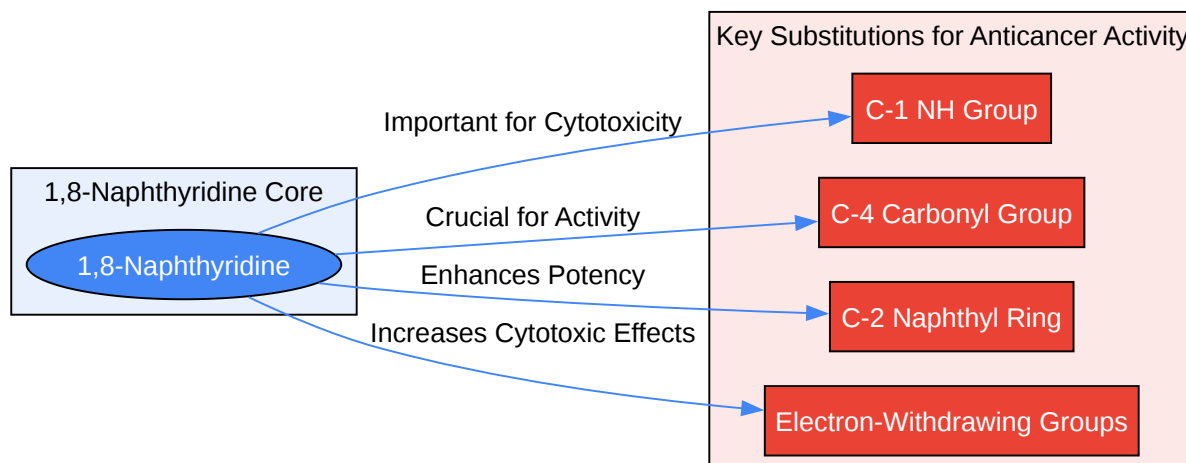 Key Substitutions for Anticancer Activity
C-1 NH Group
Important for Cytotoxicity
1,8-Naphthyridine Core
C-4 Carbonyl Group
Crucial for Activity
1,8-Naphthyridine
Enhances Potency
C-2 Naphthyl Ring
Increases Cytotoxic Effects
Electron-Withdrawing Groups